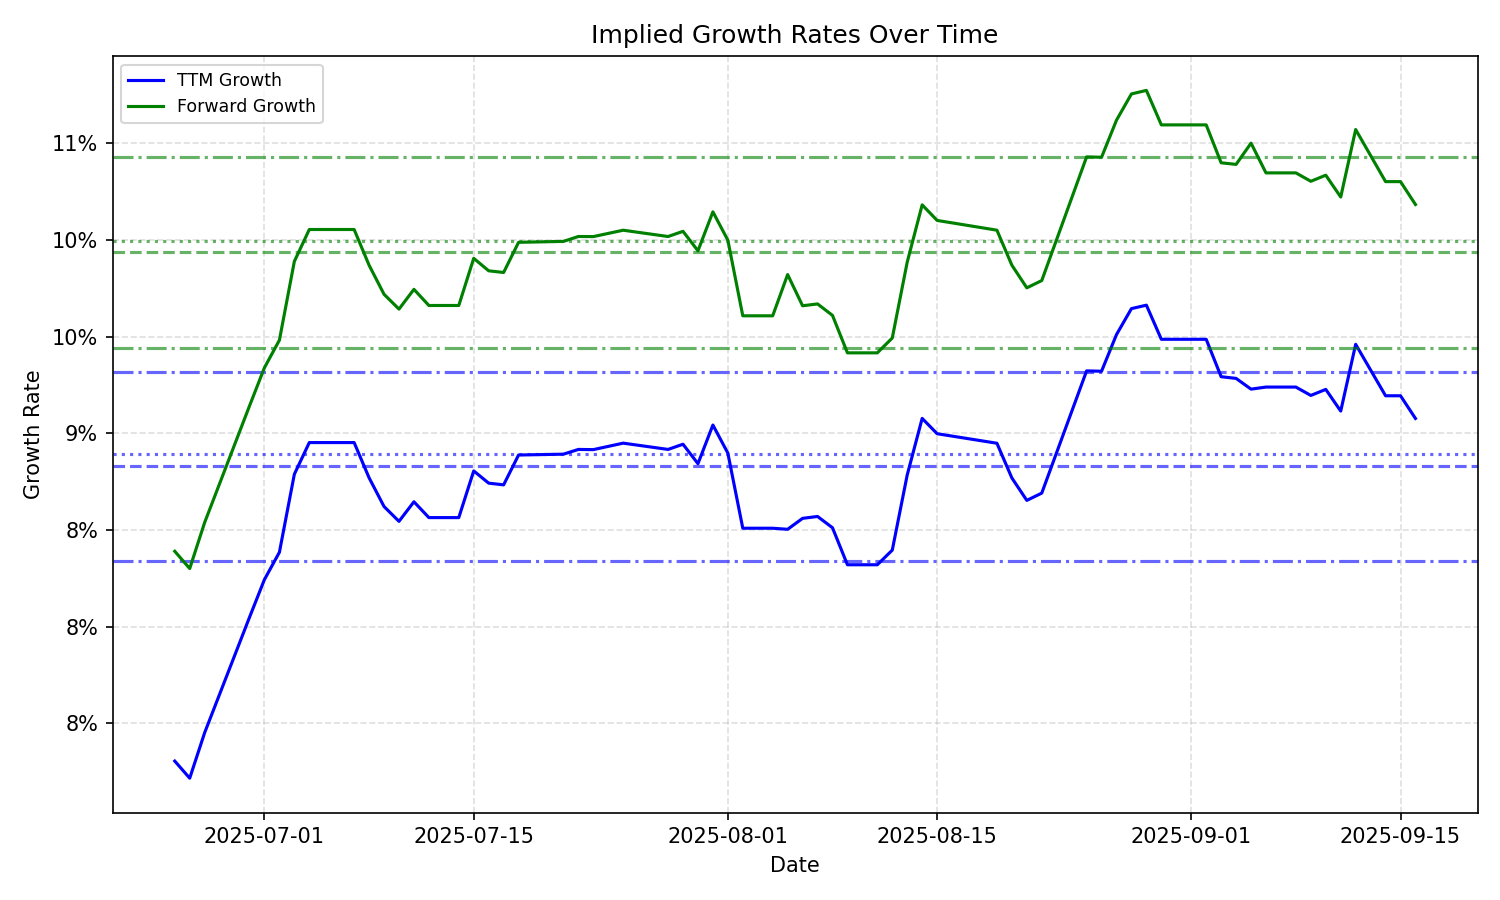 Implied Growth Rates Over Time
TTM Growth
Forward Growth
11%
10%
10%
9%
8%
8%
8%
Growth Rate
2025-07-01
2025-07-15
2025-08-01
2025-08-15
2025-09-01
2025-09-15
Date